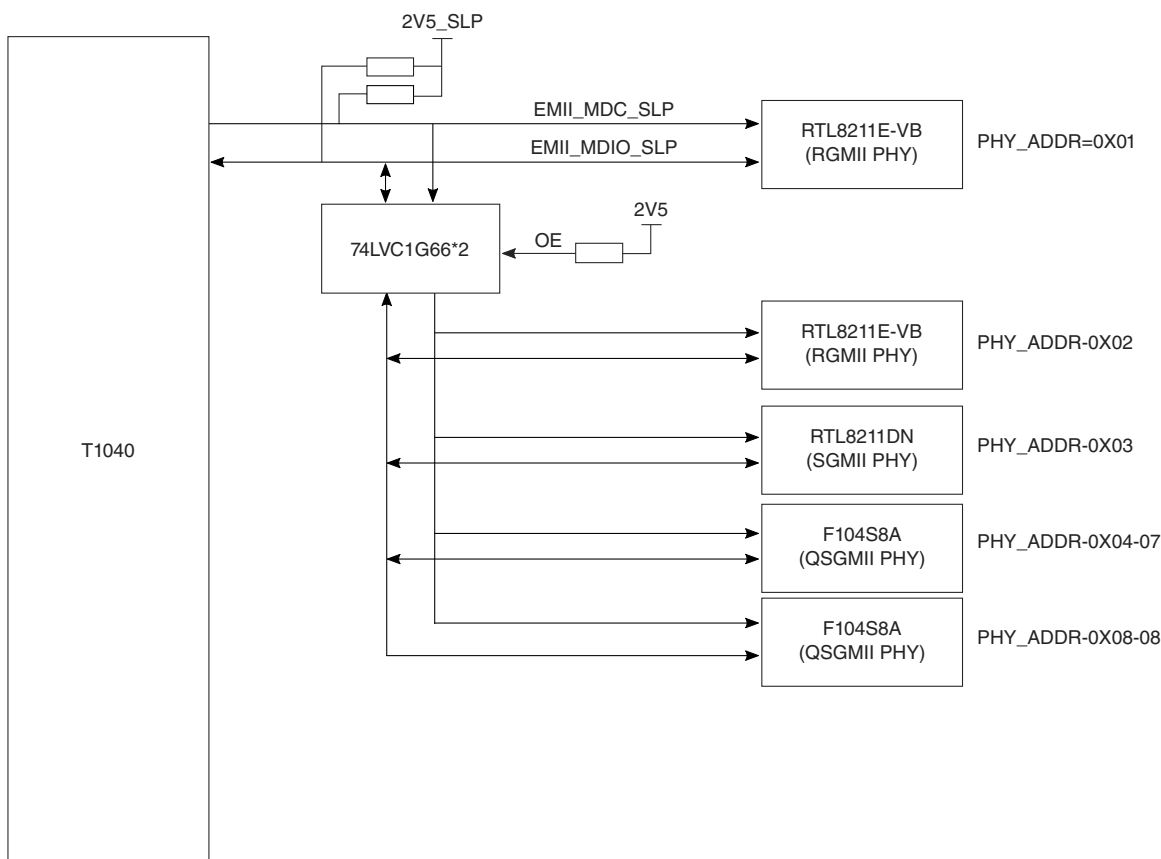 2V5_SLP
EMII_MDC_SLP
EMII_MDIO_SLP
RTL8211E-VB
(RGMII PHY)
PHY_ADDR=0X01
2V5
OE
74LVC1G66*2
RTL8211E-VB
(RGMII PHY)
PHY_ADDR-0X02
T1040
RTL8211DN
(SGMII PHY)
PHY_ADDR-0X03
F104S8A
(QSGMII PHY)
PHY_ADDR-0X04-07
F104S8A
(QSGMII PHY)
PHY_ADDR-0X08-08